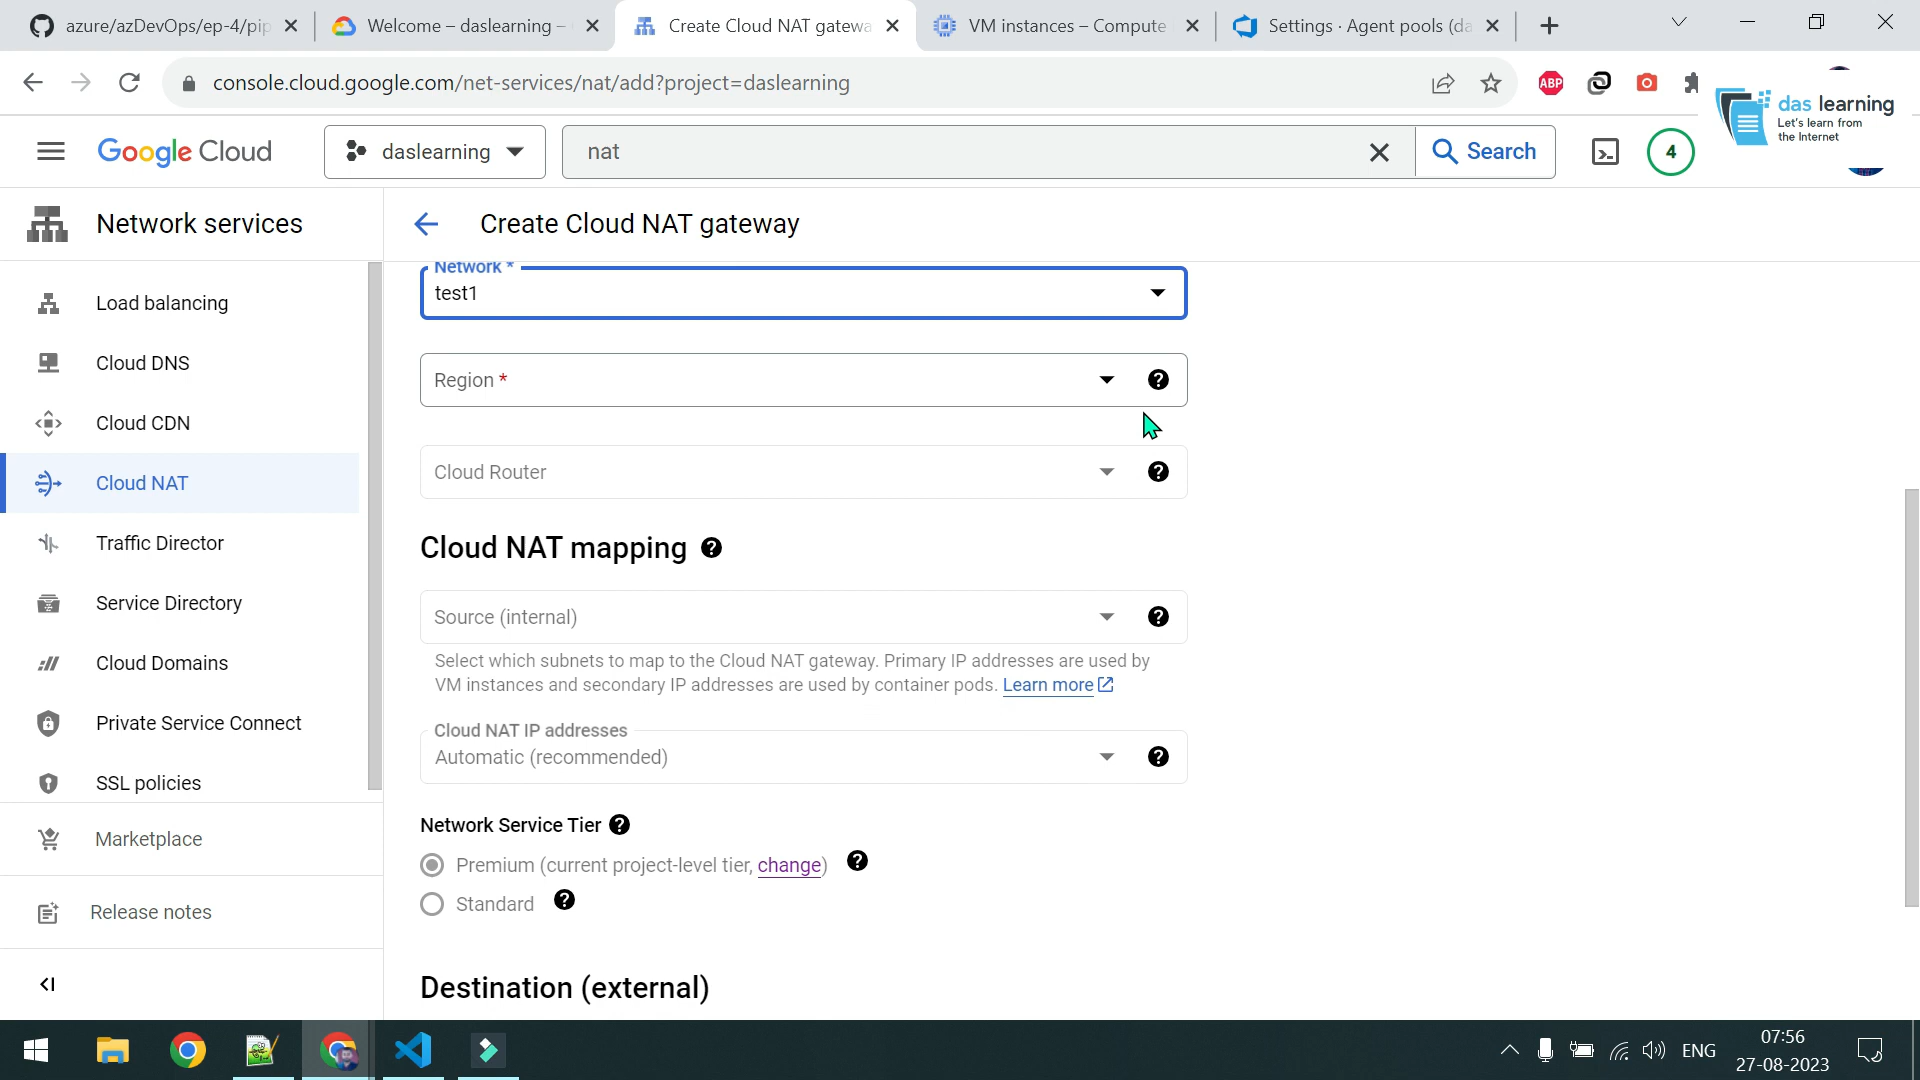 azure/azDevOps/ep-4/pip
Welcome – daslearning –
Create Cloud NAT gatewa
VM instances – Compute
Settings · Agent pools (da
console.cloud.google.com/net-services/nat/add?project=daslearning
ABP
das learning
Let's learn from
the Internet
Google Cloud
daslearning
nat
Search
4
Network services
Create Cloud NAT gateway
Load balancing
Cloud DNS
Cloud CDN
Cloud NAT
Traffic Director
Service Directory
Cloud Domains
Private Service Connect
SSL policies
Marketplace
Release notes
Network *
test1
Region *
Cloud Router
Cloud NAT mapping
Source (internal)
Select which subnets to map to the Cloud NAT gateway. Primary IP addresses are used by
VM instances and secondary IP addresses are used by container pods. Learn more
Cloud NAT IP addresses
Automatic (recommended)
Network Service Tier
Premium (current project-level tier, change)
Standard
Destination (external)
ENG
07:56
27-08-2023